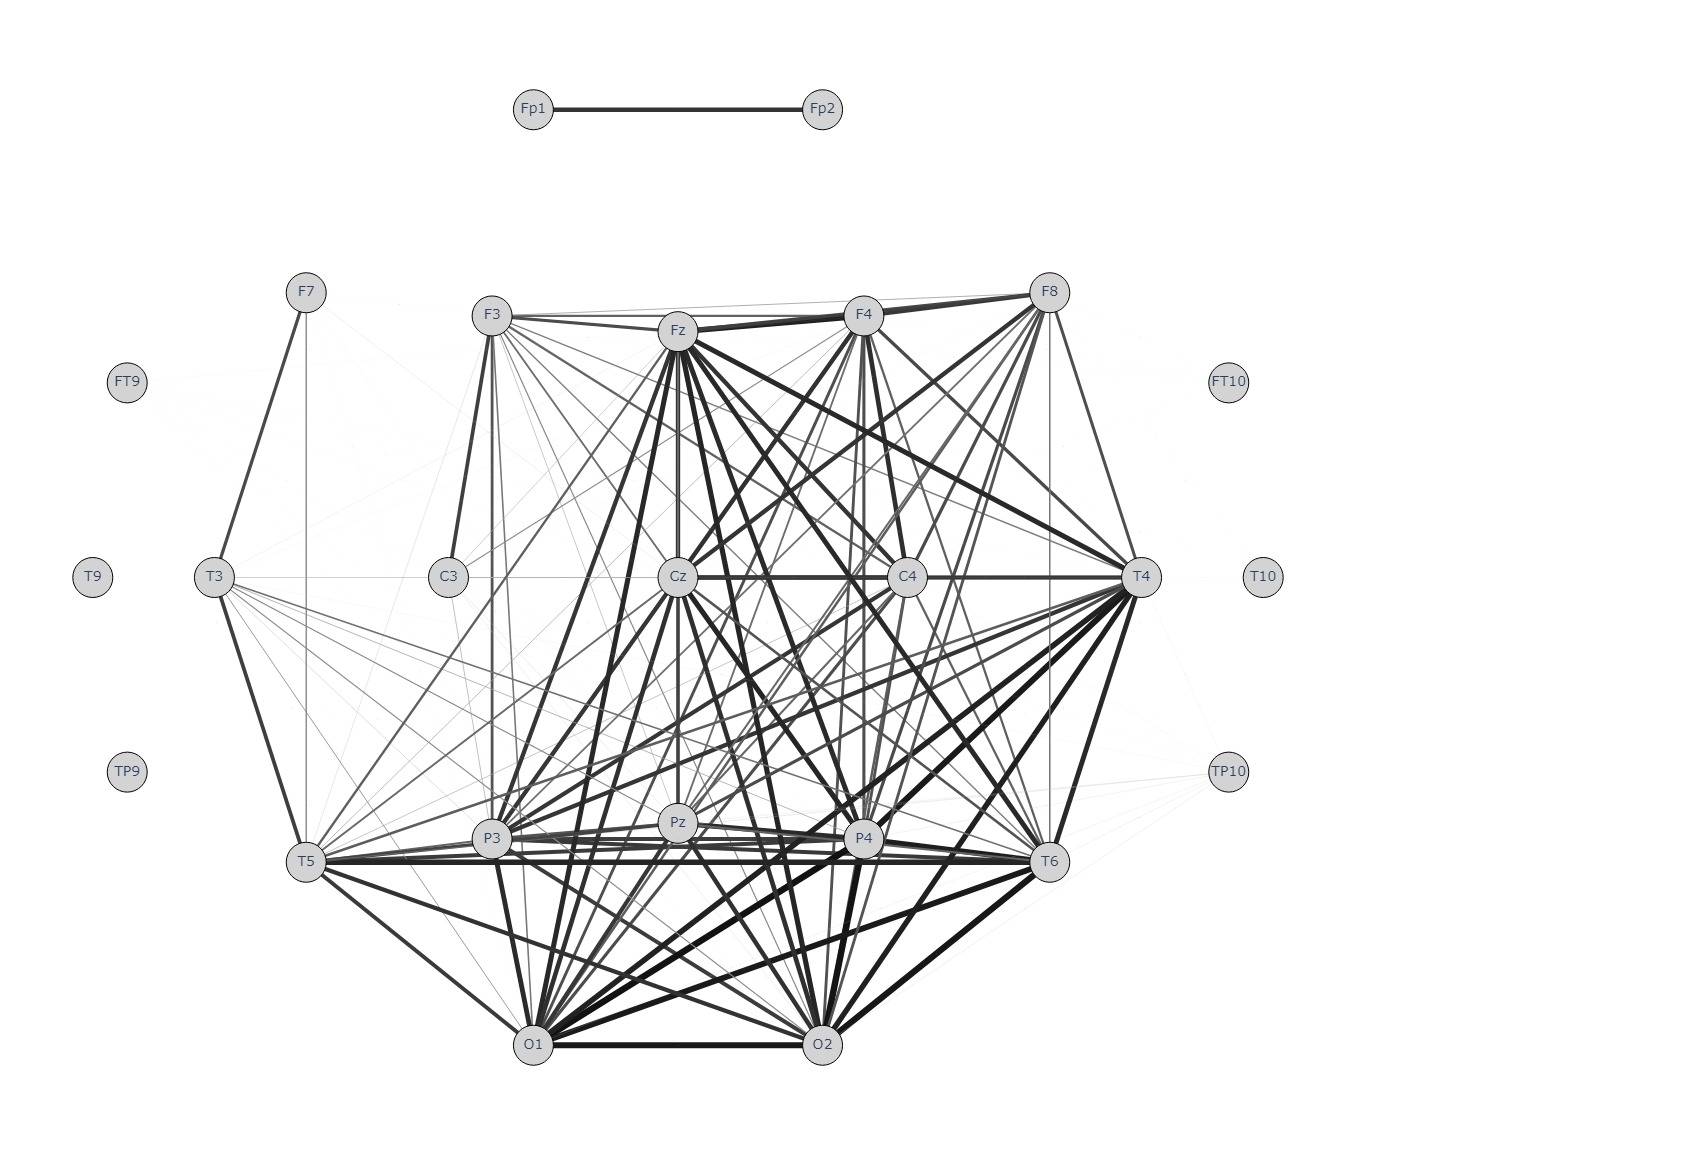 Fp1 Fp2
F7 F3 Fz F4 F8
FT9 FT10
T9 T3 C3 Cz C4 T4 T10
TP9 TP10
T5 P3 Pz P4 T6
O1 O2